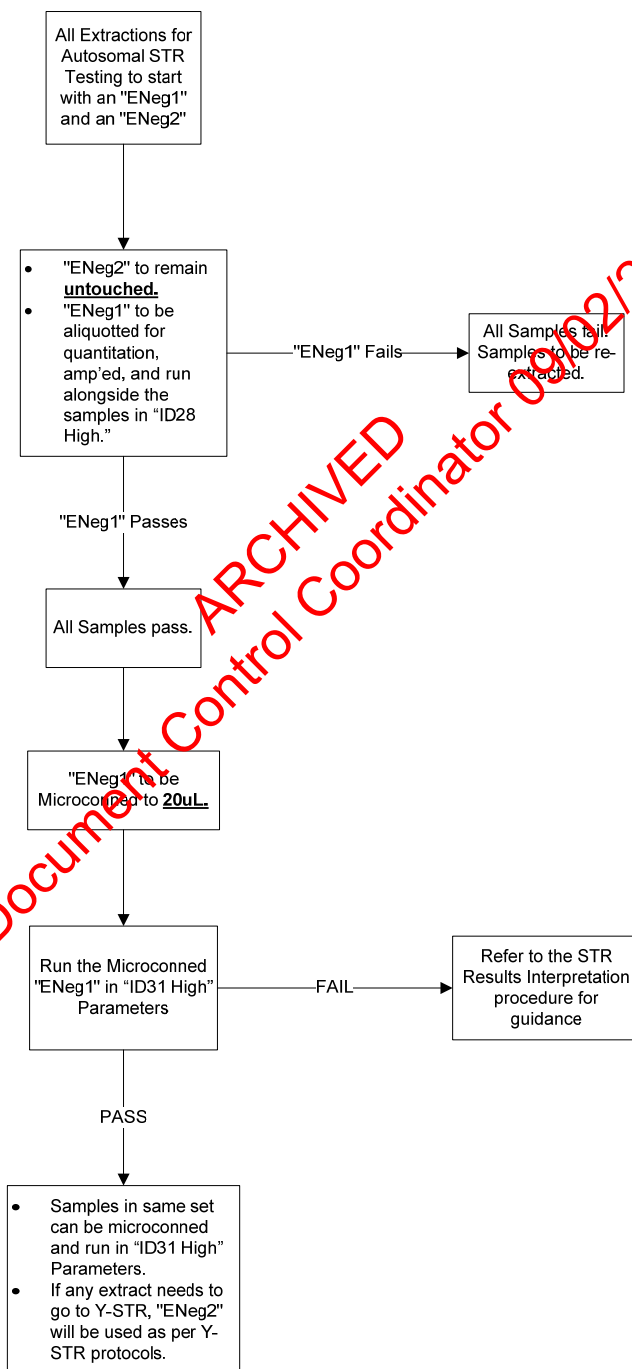 All Extractions for
Autosomal STR
Testing to start
with an "ENeg1"
and an "ENeg2"
• "ENeg2" to remain
untouched.
• "ENeg1" to be
aliquotted for
quantitation,
amp'ed, and run
alongside the
samples in “ID28
High.”
"ENeg1" Fails
All Samples fail.
Samples to be re-
extracted.
"ENeg1" Passes
All Samples pass.
"ENeg1" to be
Microconned to 20uL.
Run the Microconned
"ENeg1" in “ID31 High”
Parameters
FAIL
Refer to the STR
Results Interpretation
procedure for
guidance
PASS
• Samples in same set
can be microconned
and run in “ID31 High”
Parameters.
• If any extract needs to
go to Y-STR, "ENeg2"
will be used as per Y-
STR protocols.
ARCHIVED
Document Control Coordinator 09/02/